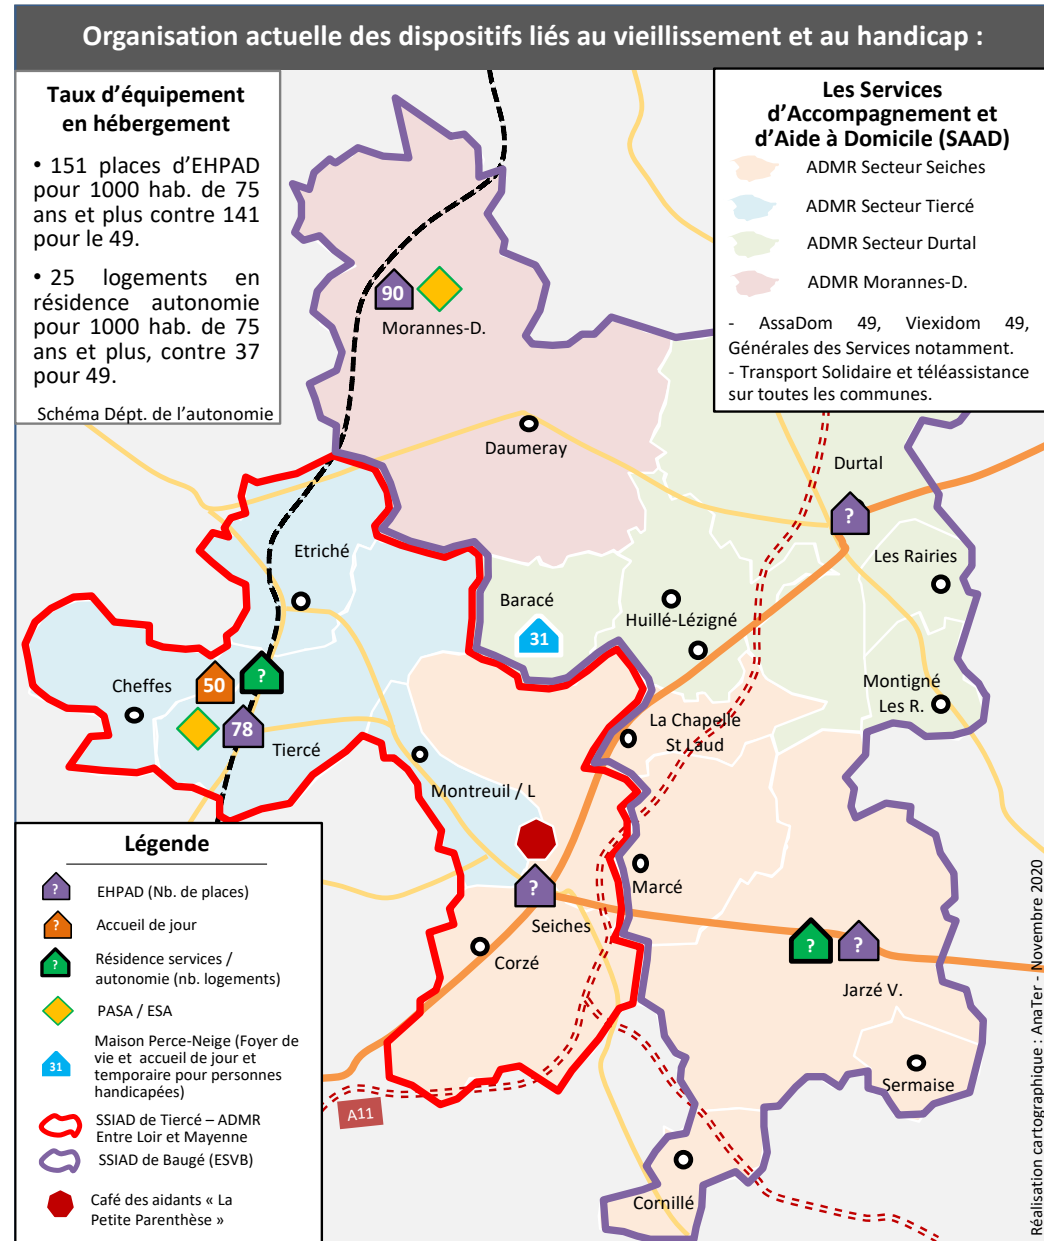 Organisation actuelle des dispositifs liés au vieillissement et au handicap :
Taux d’équipement
en hébergement
• 151 places d’EHPAD
pour 1000 hab. de 75
ans et plus contre 141
pour le 49.
• 25 logements en
résidence autonomie
pour 1000 hab. de 75
ans et plus, contre 37
pour 49.
Schéma Dépt. de l’autonomie
Les Services
d’Accompagnement et
d’Aide à Domicile (SAAD)
ADMR Secteur Seiches
ADMR Secteur Tiercé
ADMR Secteur Durtal
ADMR Morannes-D.
- AssaDom 49, Viexidom 49,
Générales des Services notamment.
- Transport Solidaire et téléassistance
sur toutes les communes.
90
Morannes-D.
Daumeray
Durtal
?
Etriché
Les Rairies
Baracé
31
Huillé-Lézigné
Cheffes
50
?
78
Tiercé
Montigné
Les R.
La Chapelle
St Laud
Montreuil / L
Marcé
?
Seiches
Corzé
?
?
Jarzé V.
Sermaise
A11
Cornillé
Légende
?
EHPAD (Nb. de places)
?
Accueil de jour
?
Résidence services /
autonomie (nb. logements)
PASA / ESA
31
Maison Perce-Neige (Foyer de
vie et accueil de jour et
temporaire pour personnes
handicapées)
SSIAD de Tiercé – ADMR
Entre Loir et Mayenne
SSIAD de Baugé (ESVB)
Café des aidants « La
Petite Parenthèse »
Réalisation cartographique : AnaTer - Novembre 2020